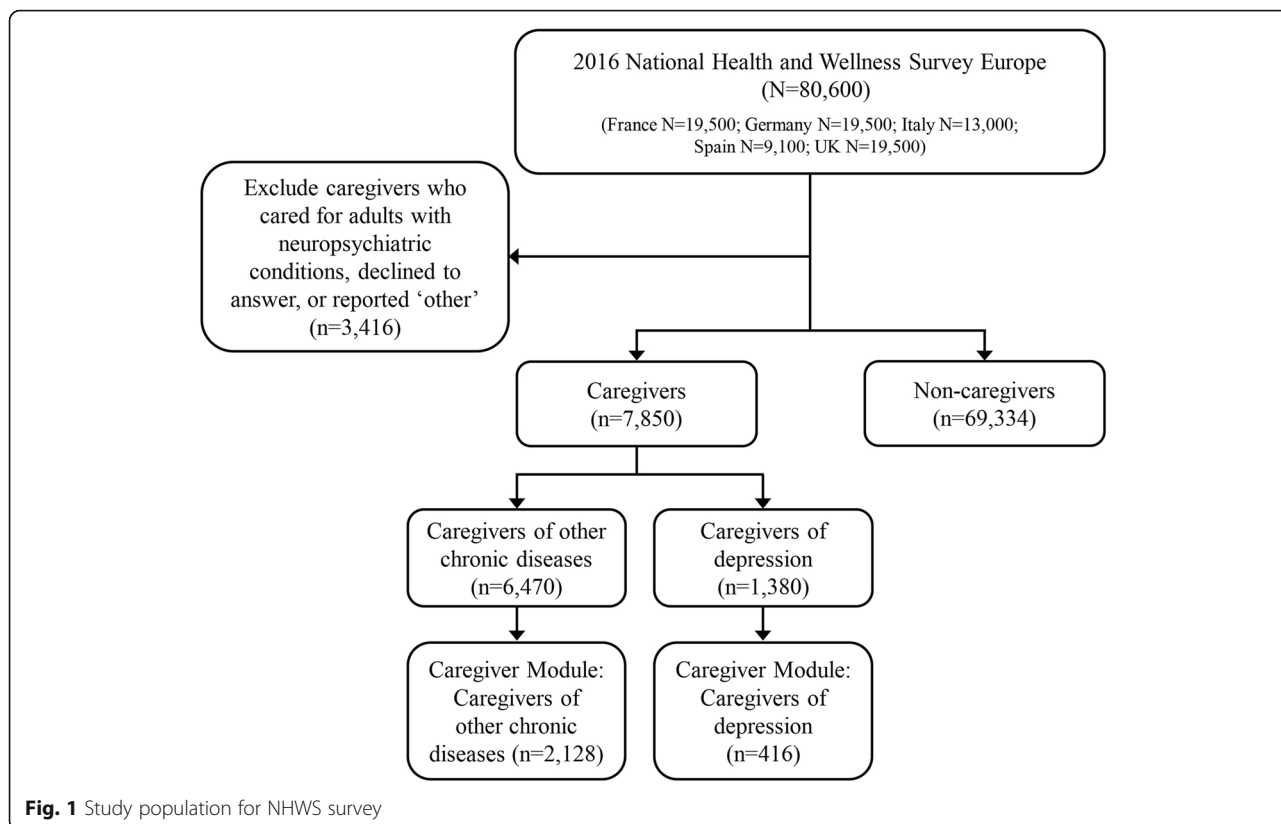 2016 National Health and Wellness Survey Europe
(N=80,600)
(France N=19,500; Germany N=19,500; Italy N=13,000;
Spain N=9,100; UK N=19,500)
Exclude caregivers who
cared for adults with
neuropsychiatric
conditions, declined to
answer, or reported ‘other’
(n=3,416)
Caregivers
(n=7,850)
Non-caregivers
(n=69,334)
Caregivers of other
chronic diseases
(n=6,470)
Caregivers of
depression
(n=1,380)
Caregiver Module:
Caregivers of
other chronic
diseases (n=2,128)
Caregiver Module:
Caregivers of
depression
(n=416)
Fig. 1 Study population for NHWS survey